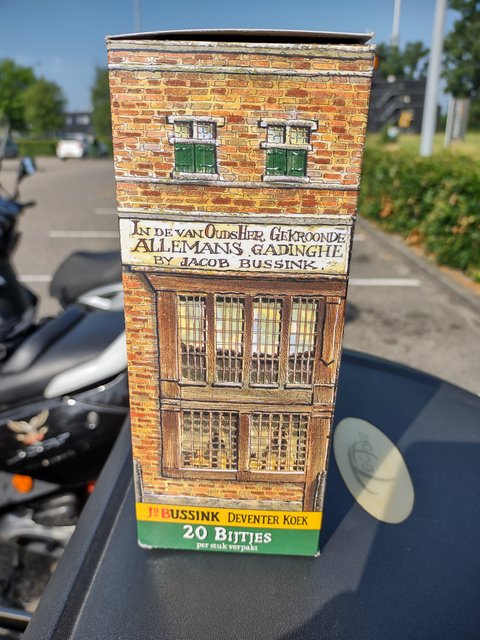 IN DE VAN OUDSHER GEKROONDE
ALLEMANS GADINGHE
BY JACOB BUSSINK.
JB BUSSINK DEVENTER KOEK
20 BIJTJES
per stuk verpakt